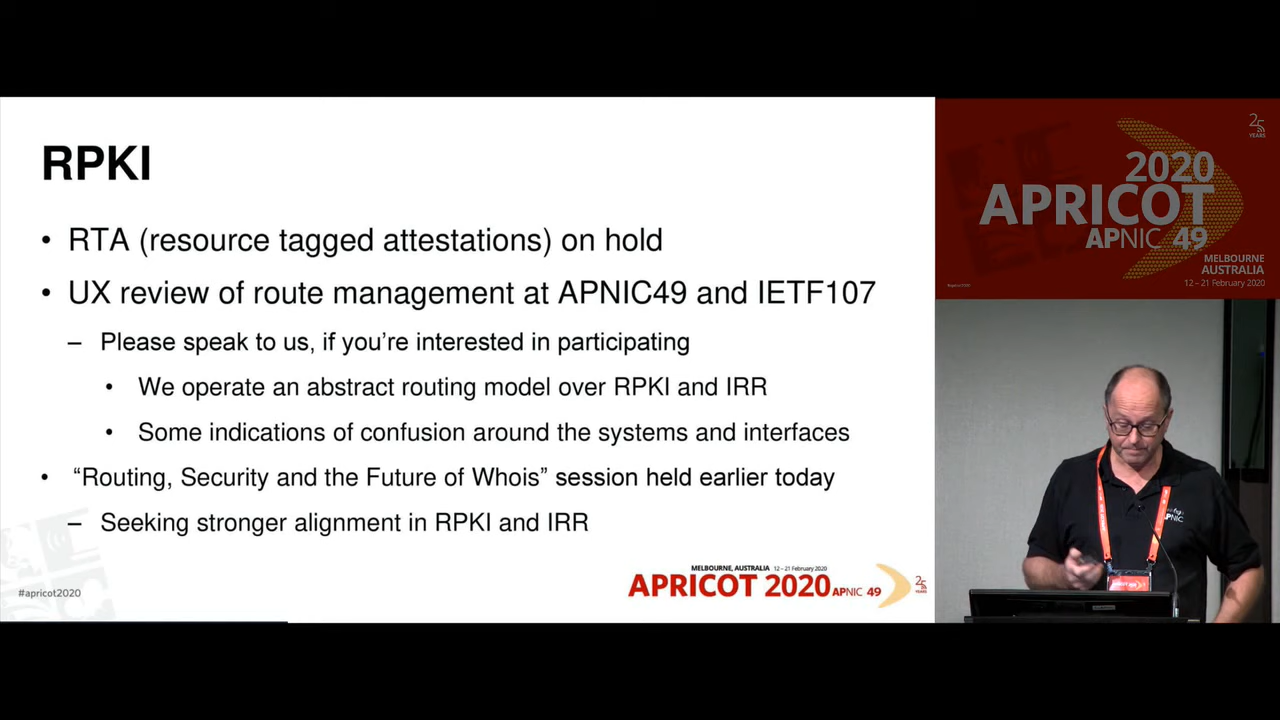 RPKI
• RTA (resource tagged attestations) on hold
• UX review of route management at APNIC49 and IETF107
– Please speak to us, if you’re interested in participating
• We operate an abstract routing model over RPKI and IRR
• Some indications of confusion around the systems and interfaces
• “Routing, Security and the Future of Whois” session held earlier today
– Seeking stronger alignment in RPKI and IRR
#apricot2020
MELBOURNE, AUSTRALIA 12 – 21 February 2020
APRICOT 2020 APNIC 49
25 YEARS
25
YEARS
2020
APRICOT
APNIC 49
MELBOURNE
AUSTRALIA
12 – 21 February 2020
#apricot2020
APNIC